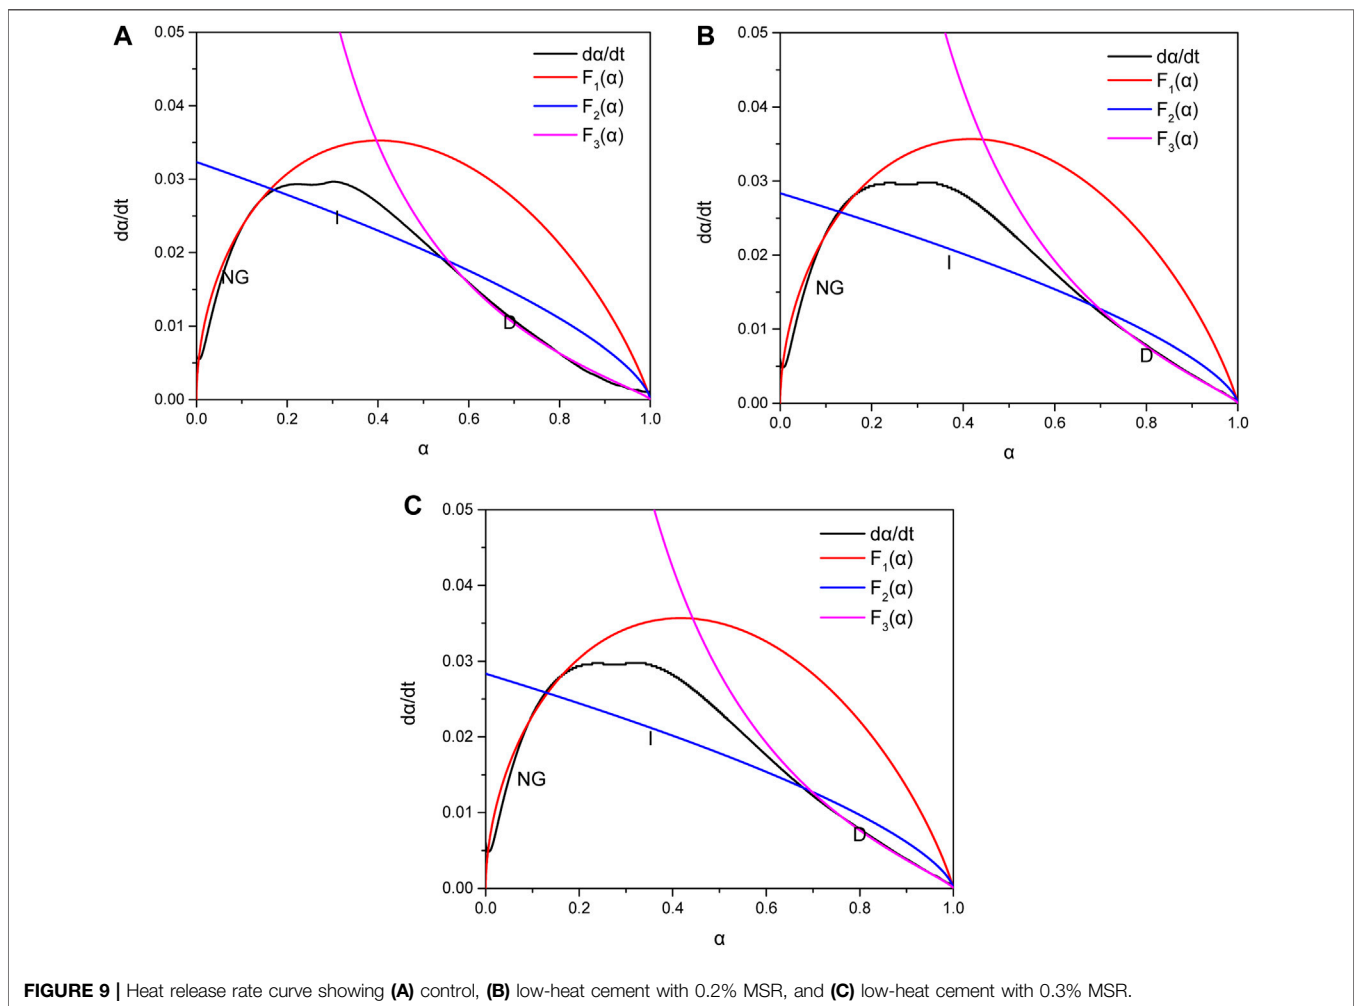 A
0.05
0.04
0.03
0.02
0.01
0.00
dα/dt
dα/dt
F1(α)
F2(α)
F3(α)
NG
I
D
0.0 0.2 0.4 0.6 0.8 1.0
α
B
0.05
0.04
0.03
0.02
0.01
0.00
dα/dt
dα/dt
F1(α)
F2(α)
F3(α)
NG
I
D
0.0 0.2 0.4 0.6 0.8 1.0
α
C
0.05
0.04
0.03
0.02
0.01
0.00
dα/dt
dα/dt
F1(α)
F2(α)
F3(α)
NG
I
D
0.0 0.2 0.4 0.6 0.8 1.0
α
FIGURE 9 | Heat release rate curve showing (A) control, (B) low-heat cement with 0.2% MSR, and (C) low-heat cement with 0.3% MSR.